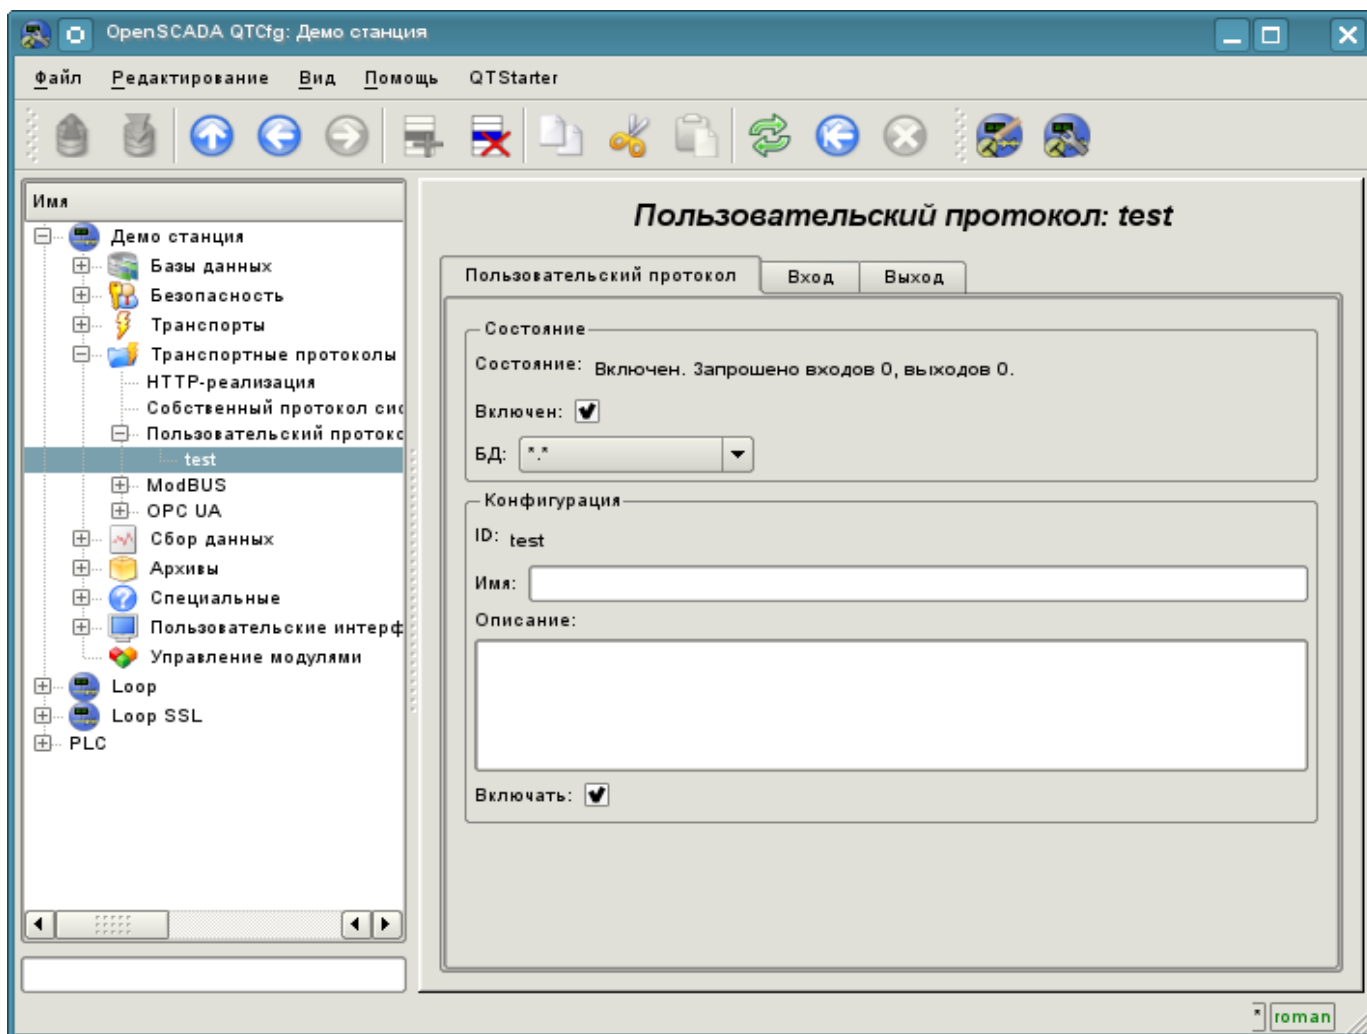 OpenSCADA QTCfg: Демо станция
Файл Редактирование Вид Помощь QTStarter
Имя
Демо станция
Базы данных
Безопасность
Транспорты
Транспортные протоколы
HTTP-реализация
Собственный протокол сис
Пользовательский протокс
test
ModBUS
OPC UA
Сбор данных
Архивы
Специальные
Пользовательские интерф
Управление модулями
Loop
Loop SSL
PLC
Пользовательский протокол: test
Пользовательский протокол Вход Выход
Состояние
Состояние: Включен. Запрошено входов 0, выходов 0.
Включен:
БД: *.*
Конфигурация
ID: test
Имя:
Описание:
Включать:
* roman